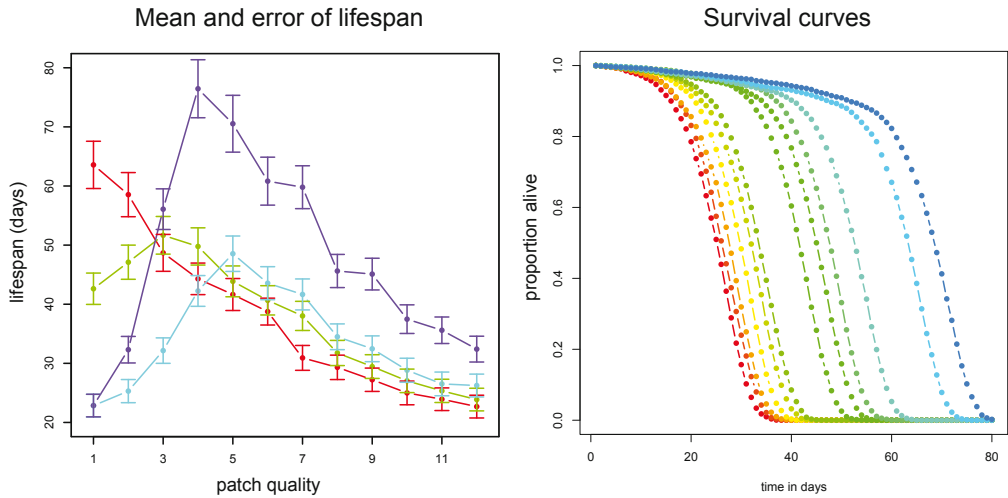 Mean and error of lifespan
lifespan (days)
80
70
60
50
40
30
20
1 3 5 7 9 11
patch quality
Survival curves
proportion alive
1.0
0.8
0.6
0.4
0.2
0.0
0 20 40 60 80
time in days